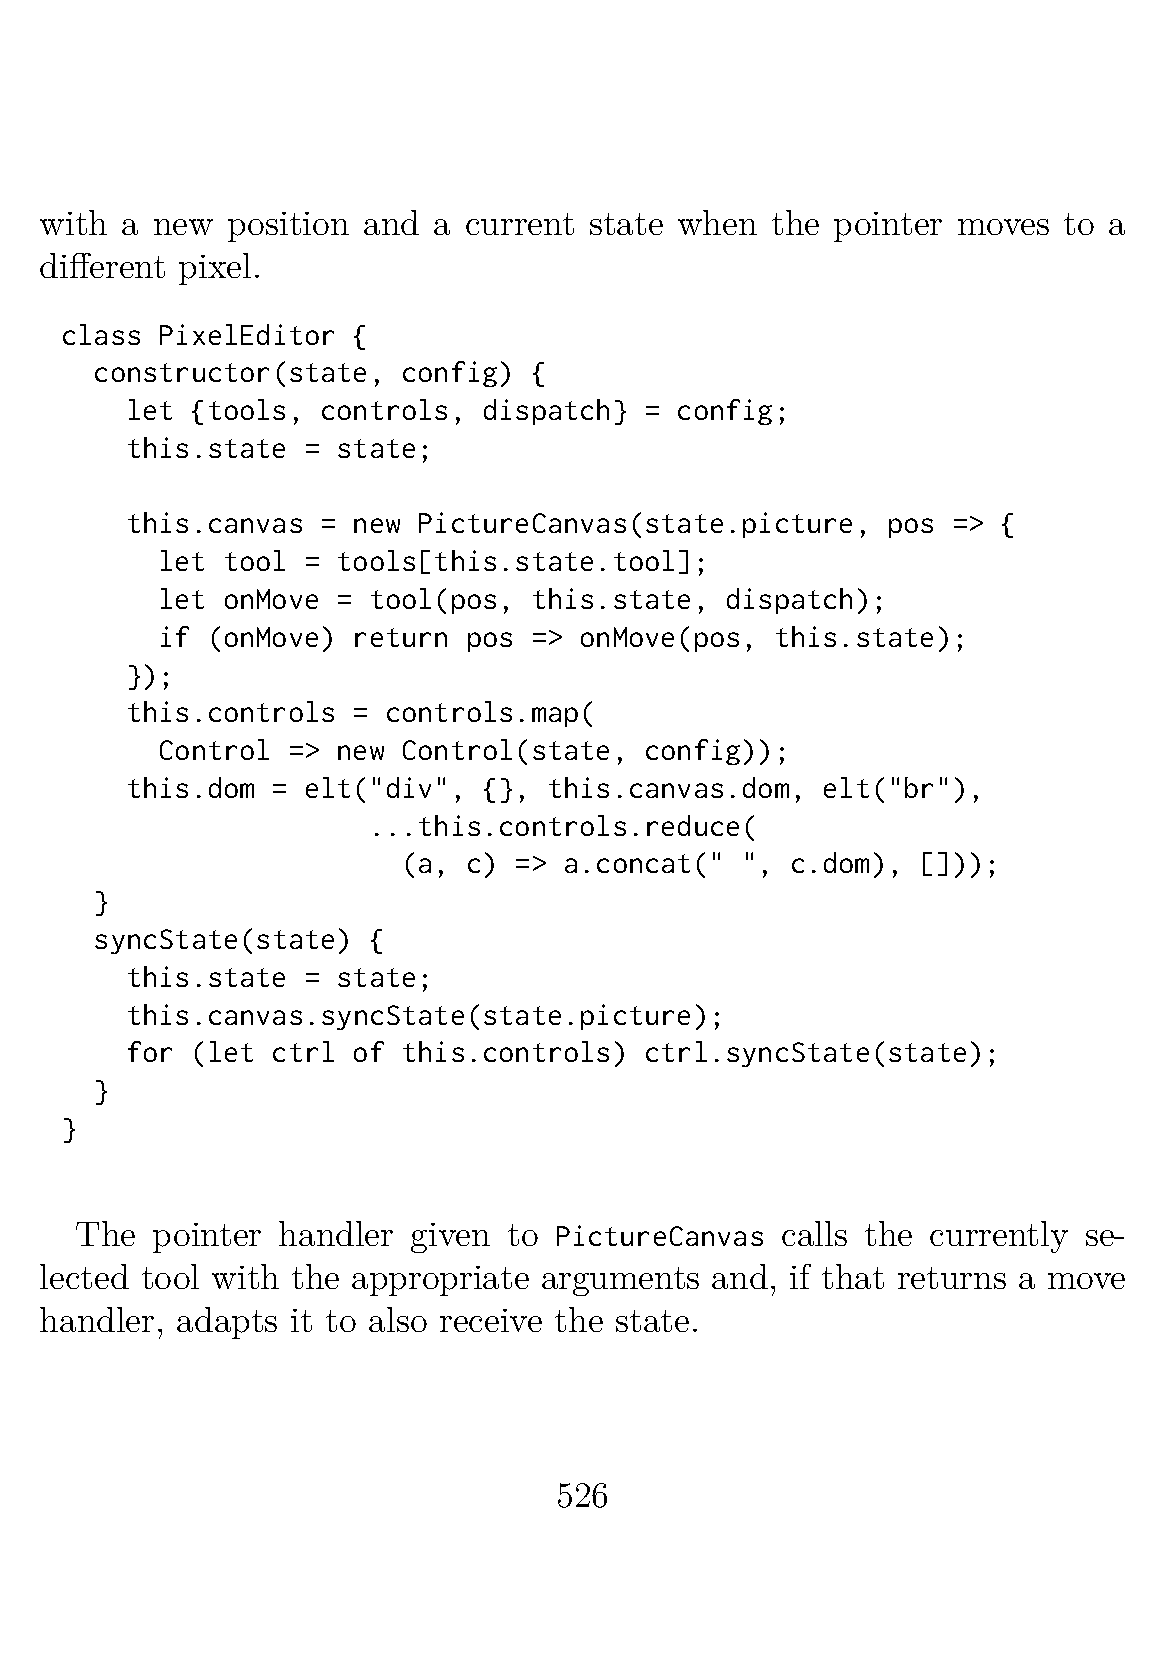 with a new position and a current state when the pointer moves to a
different pixel.
class PixelEditor {
  constructor(state, config) {
    let {tools, controls, dispatch} = config;
    this.state = state;

    this.canvas = new PictureCanvas(state.picture, pos => {
      let tool = tools[this.state.tool];
      let onMove = tool(pos, this.state, dispatch);
      if (onMove) return pos => onMove(pos, this.state);
    });
    this.controls = controls.map(
      Control => new Control(state, config));
    this.dom = elt("div", {}, this.canvas.dom, elt("br"),
                   ...this.controls.reduce(
                     (a, c) => a.concat(" ", c.dom), []));
  }
  syncState(state) {
    this.state = state;
    this.canvas.syncState(state.picture);
    for (let ctrl of this.controls) ctrl.syncState(state);
  }
}
The pointer handler given to PictureCanvas calls the currently se-
lected tool with the appropriate arguments and, if that returns a move
handler, adapts it to also receive the state.
526